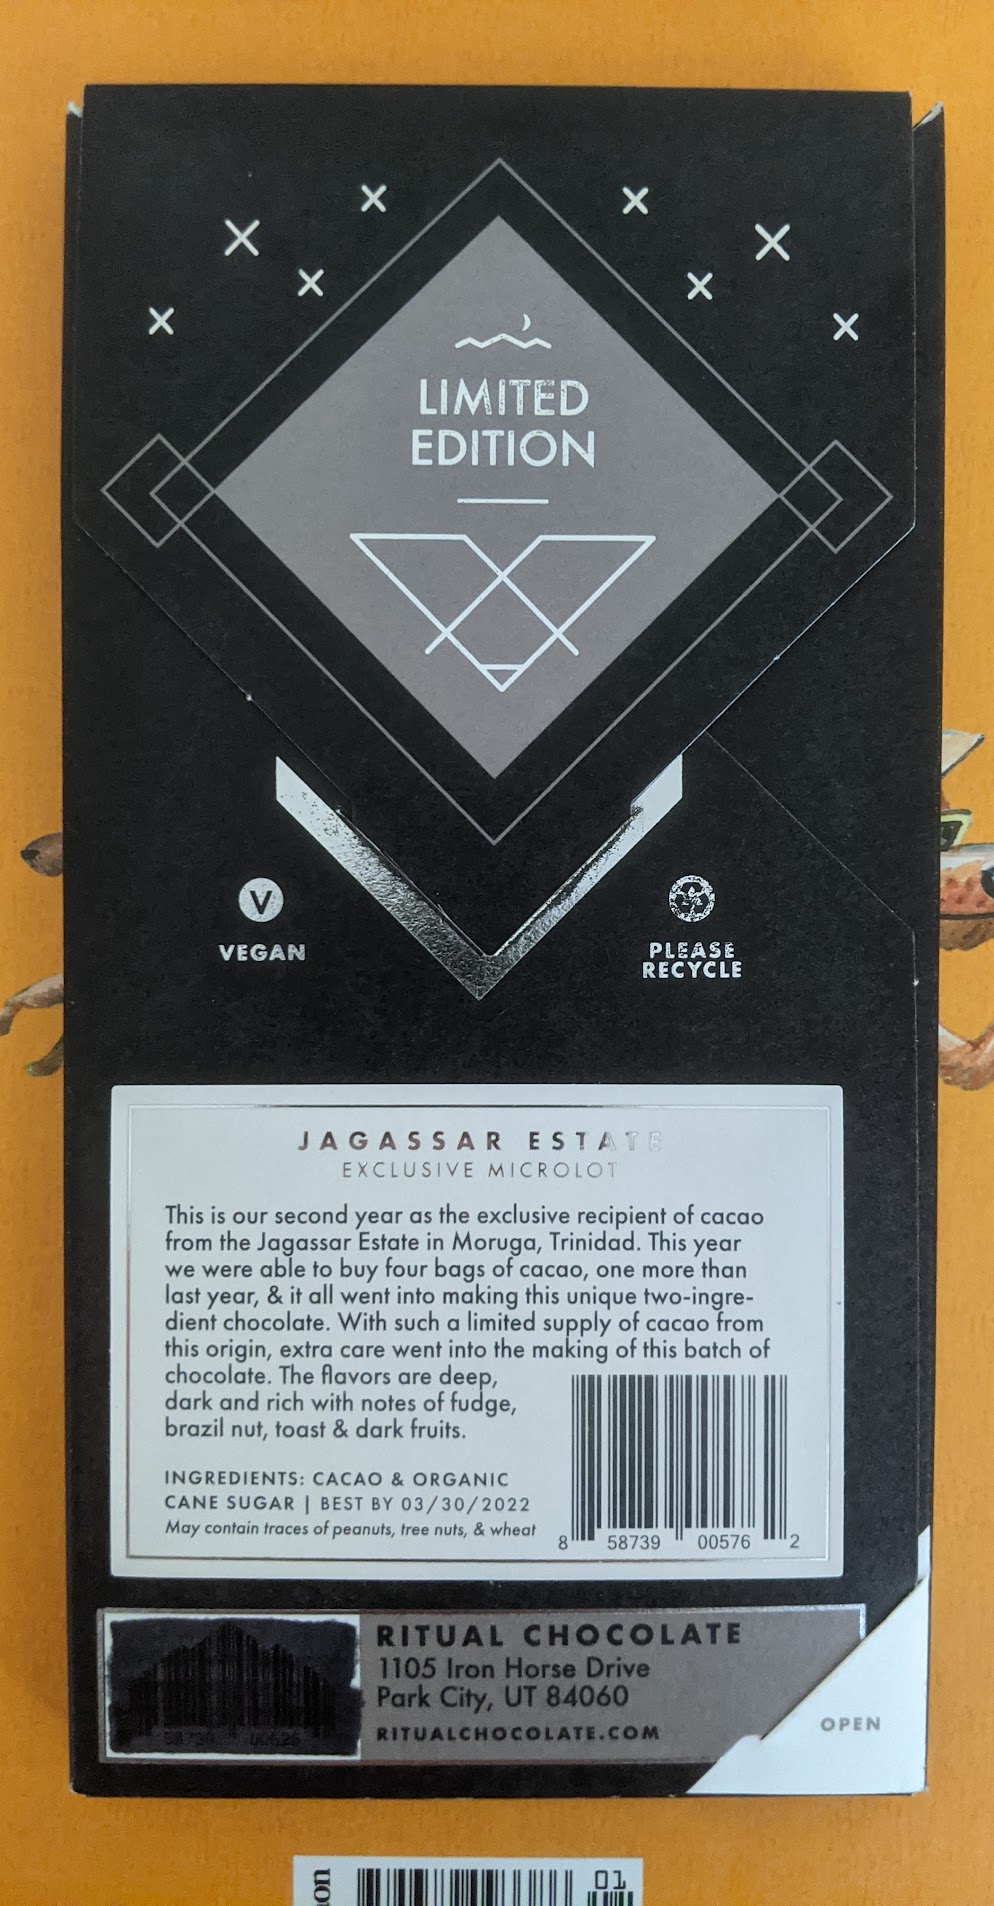 LIMITED
EDITION
V
VEGAN
PLEASE
RECYCLE
JAGASSAR ESTATE
EXCLUSIVE MICROLOT
This is our second year as the exclusive recipient of cacao
from the Jagassar Estate in Moruga, Trinidad. This year
we were able to buy four bags of cacao, one more than
last year, & it all went into making this unique two-ingre-
dient chocolate. With such a limited supply of cacao from
this origin, extra care went into the making of this batch of
chocolate. The flavors are deep,
dark and rich with notes of fudge,
brazil nut, toast & dark fruits.
INGREDIENTS: CACAO & ORGANIC
CANE SUGAR | BEST BY 03/30/2022
May contain traces of peanuts, tree nuts, & wheat
8 58739 00576 2
RITUAL CHOCOLATE
1105 Iron Horse Drive
Park City, UT 84060
RITUALCHOCOLATE.COM
OPEN
01